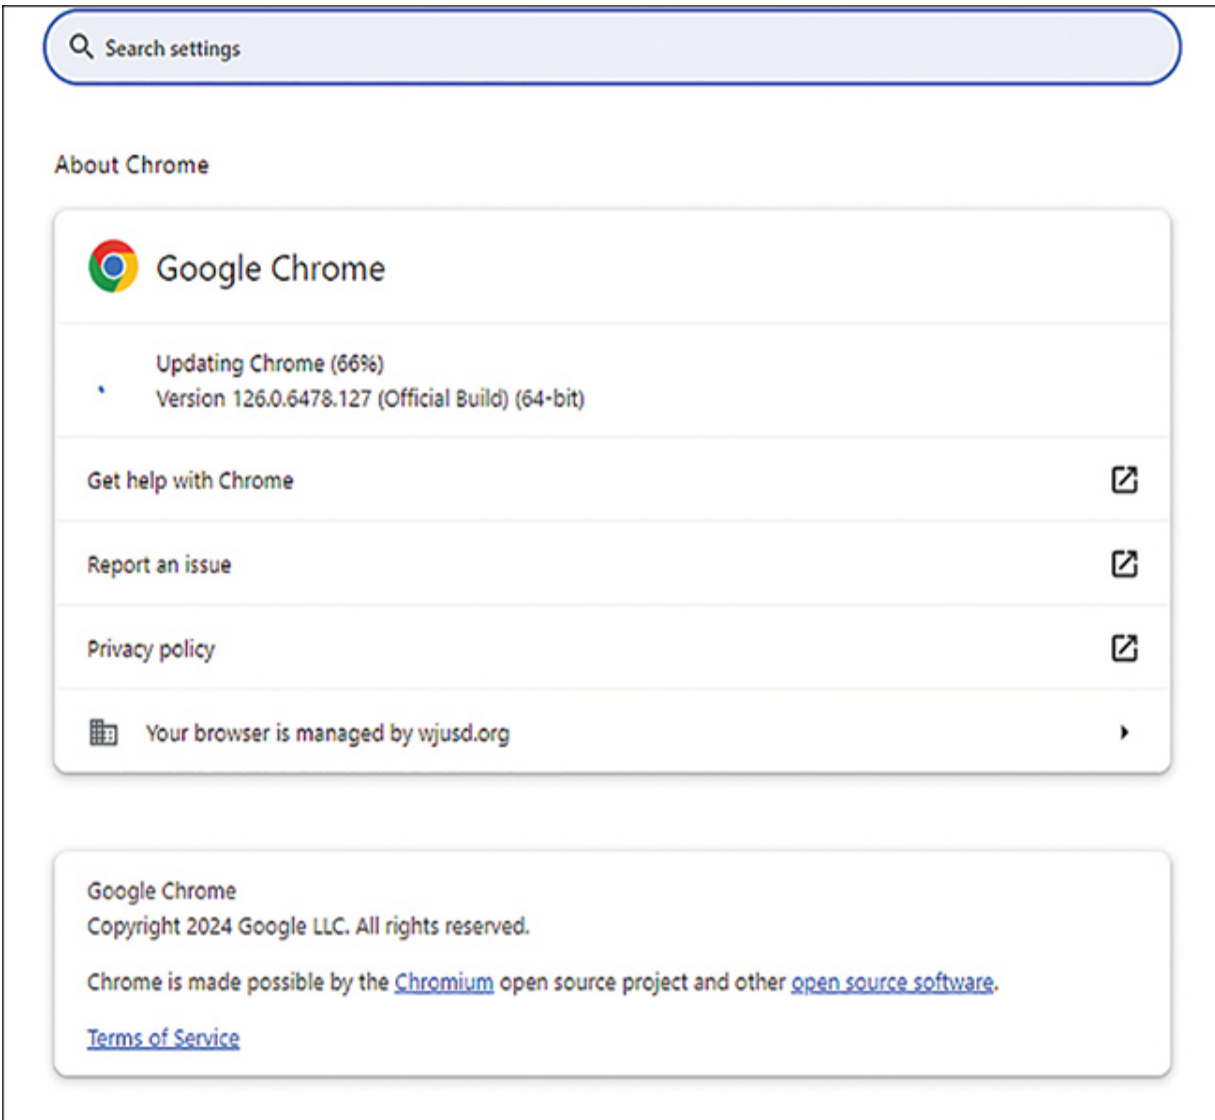 Search settings
About Chrome
Google Chrome
Updating Chrome (66%)
Version 126.0.6478.127 (Official Build) (64-bit)
Get help with Chrome
Report an issue
Privacy policy
Your browser is managed by wjusd.org
Google Chrome
Copyright 2024 Google LLC. All rights reserved.
Chrome is made possible by the Chromium open source project and other open source software.
Terms of Service